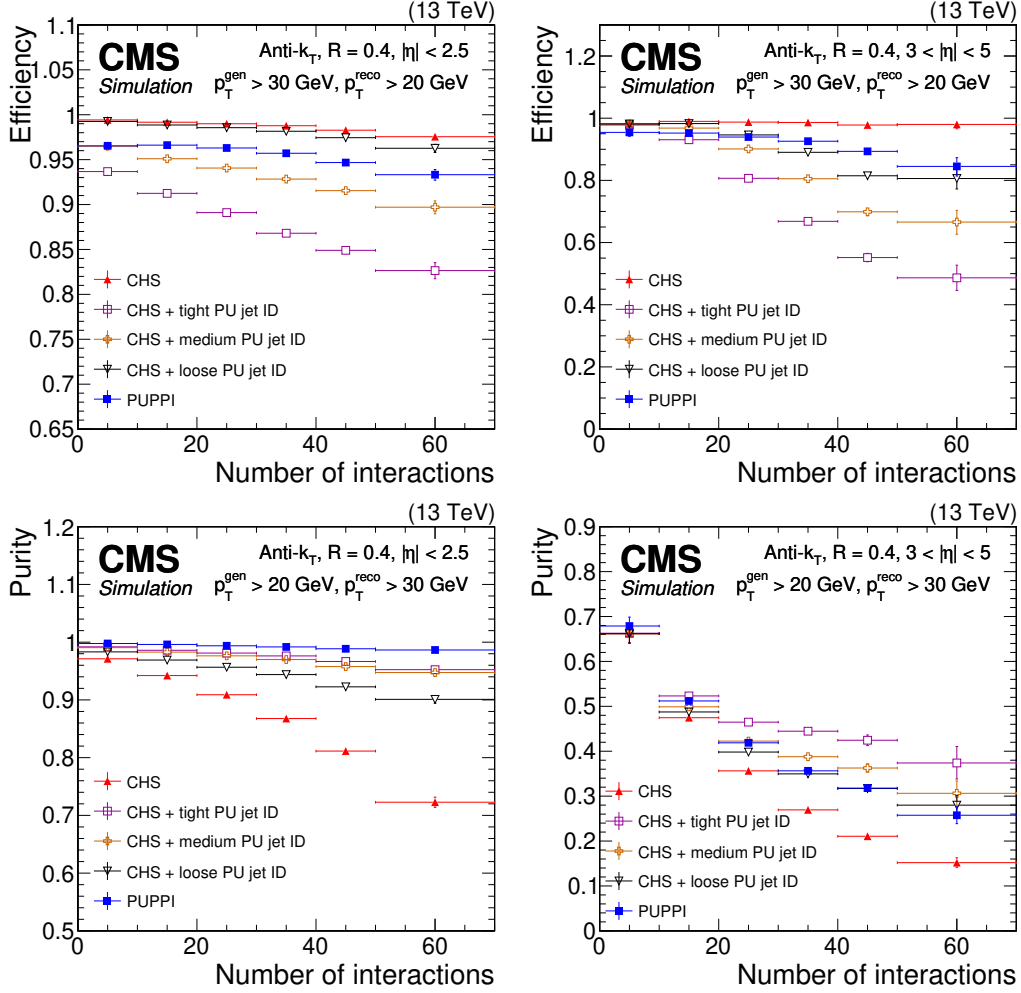 (13 TeV)
CMS
Simulation
Anti-k_T, R = 0.4, |η| < 2.5
p_T^gen > 30 GeV, p_T^reco > 20 GeV
Efficiency
1.1
1.05
1
0.95
0.9
0.85
0.8
0.75
0.7
0.65
CHS
CHS + tight PU jet ID
CHS + medium PU jet ID
CHS + loose PU jet ID
PUPPI
0 20 40 60
Number of interactions
(13 TeV)
CMS
Simulation
Anti-k_T, R = 0.4, 3 < |η| < 5
p_T^gen > 30 GeV, p_T^reco > 20 GeV
Efficiency
1.2
1
0.8
0.6
0.4
0.2
0
CHS
CHS + tight PU jet ID
CHS + medium PU jet ID
CHS + loose PU jet ID
PUPPI
0 20 40 60
Number of interactions
(13 TeV)
CMS
Simulation
Anti-k_T, R = 0.4, |η| < 2.5
p_T^gen > 20 GeV, p_T^reco > 30 GeV
Purity
1.2
1.1
1
0.9
0.8
0.7
0.6
0.5
CHS
CHS + tight PU jet ID
CHS + medium PU jet ID
CHS + loose PU jet ID
PUPPI
0 20 40 60
Number of interactions
(13 TeV)
CMS
Simulation
Anti-k_T, R = 0.4, 3 < |η| < 5
p_T^gen > 20 GeV, p_T^reco > 30 GeV
Purity
0.9
0.8
0.7
0.6
0.5
0.4
0.3
0.2
0.1
0
CHS
CHS + tight PU jet ID
CHS + medium PU jet ID
CHS + loose PU jet ID
PUPPI
0 20 40 60
Number of interactions